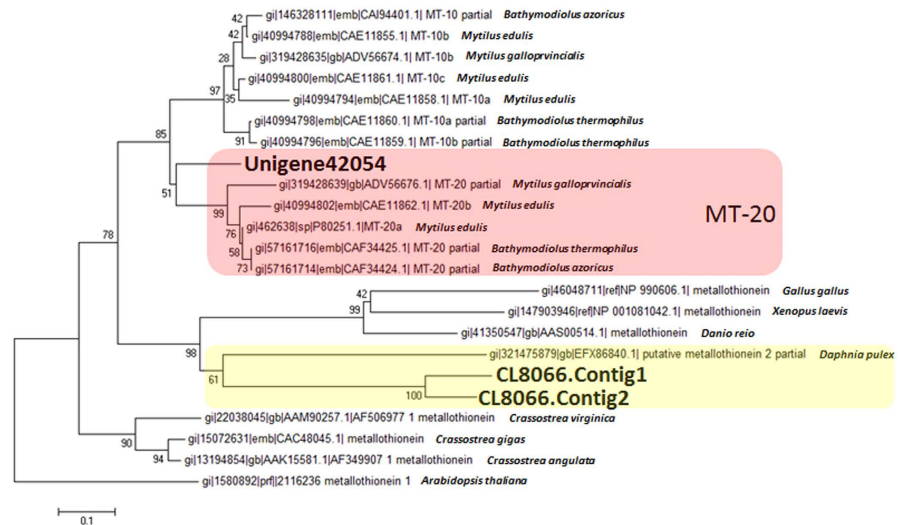 42 gi|146328111|emb|CAI94401.1| MT-10 partial Bathymodiolus azoricus
42 gi|40994788|emb|CAE11855.1| MT-10b Mytilus edulis
gi|319428635|gb|ADV56674.1| MT-10b Mytilus galloprvincialis
28
gi|40994800|emb|CAE11861.1| MT-10c Mytilus edulis
97 35 gi|40994794|emb|CAE11858.1| MT-10a Mytilus edulis
gi|40994798|emb|CAE11860.1| MT-10a partial Bathymodiolus thermophilus
85 91 gi|40994796|emb|CAE11859.1| MT-10b partial Bathymodiolus thermophilus
Unigene42054
51 gi|319428639|gb|ADV56676.1| MT-20 partial Mytilus galloprvincialis
99 gi|40994802|emb|CAE11862.1| MT-20b Mytilus edulis
MT-20
76 gi|462638|sp|P80251.1|MT-20a Mytilus edulis
78 58 gi|57161716|emb|CAF34425.1| MT-20 partial Bathymodiolus thermophilus
73 gi|57161714|emb|CAF34424.1| MT-20 partial Bathymodiolus azoricus
42 gi|46048711|ref|NP 990606.1| metallothionein Gallus gallus
99 gi|147903946|ref|NP 001081042.1| metallothionein Xenopus laevis
gi|41350547|gb|AAS00514.1| metallothionein Danio reio
98 gi|321475879|gb|EFX86840.1| putative metallothionein 2 partial Daphnia pulex
61 CL8066.Contig1
100 CL8066.Contig2
gi|22038045|gb|AAM90257.1|AF506977 1 metallothionein Crassostrea virginica
90 gi|15072631|emb|CAC48045.1| metallothionein Crassostrea gigas
94 gi|13194854|gb|AAK15581.1|AF349907 1 metallothionein Crassostrea angulata
gi|1580892|prf||2116236 metallothionein 1 Arabidopsis thaliana
0.1